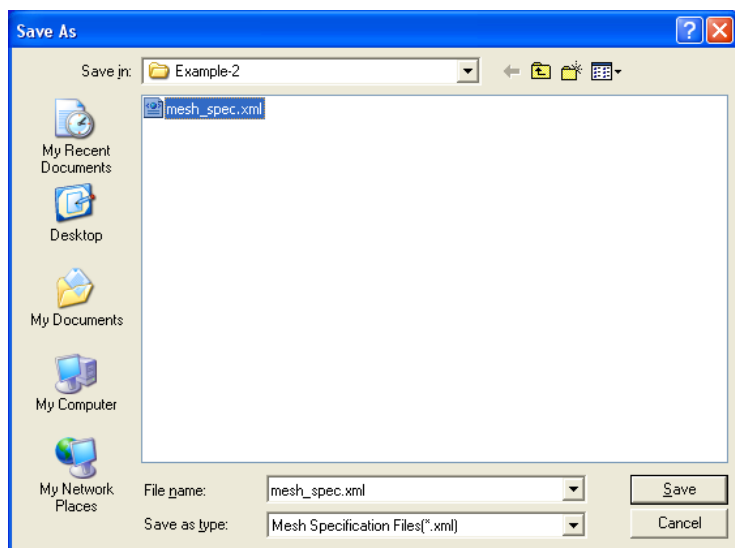 Save As
Save in: Example-2
mesh_spec.xml
My Recent
Documents
Desktop
My Documents
My Computer
My Network
Places
File name: mesh_spec.xml Save
Save as type: Mesh Specification Files(*.xml) Cancel